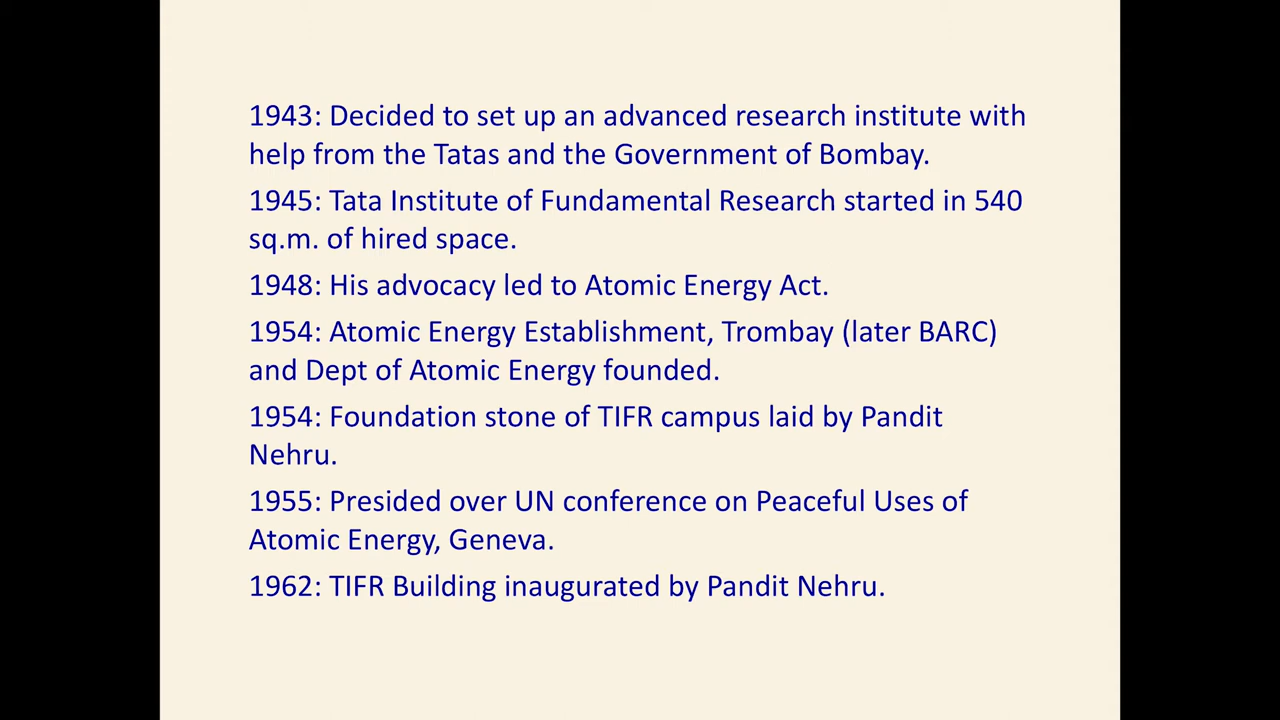 1943: Decided to set up an advanced research institute with
help from the Tatas and the Government of Bombay.
1945: Tata Institute of Fundamental Research started in 540
sq.m. of hired space.
1948: His advocacy led to Atomic Energy Act.
1954: Atomic Energy Establishment, Trombay (later BARC)
and Dept of Atomic Energy founded.
1954: Foundation stone of TIFR campus laid by Pandit
Nehru.
1955: Presided over UN conference on Peaceful Uses of
Atomic Energy, Geneva.
1962: TIFR Building inaugurated by Pandit Nehru.